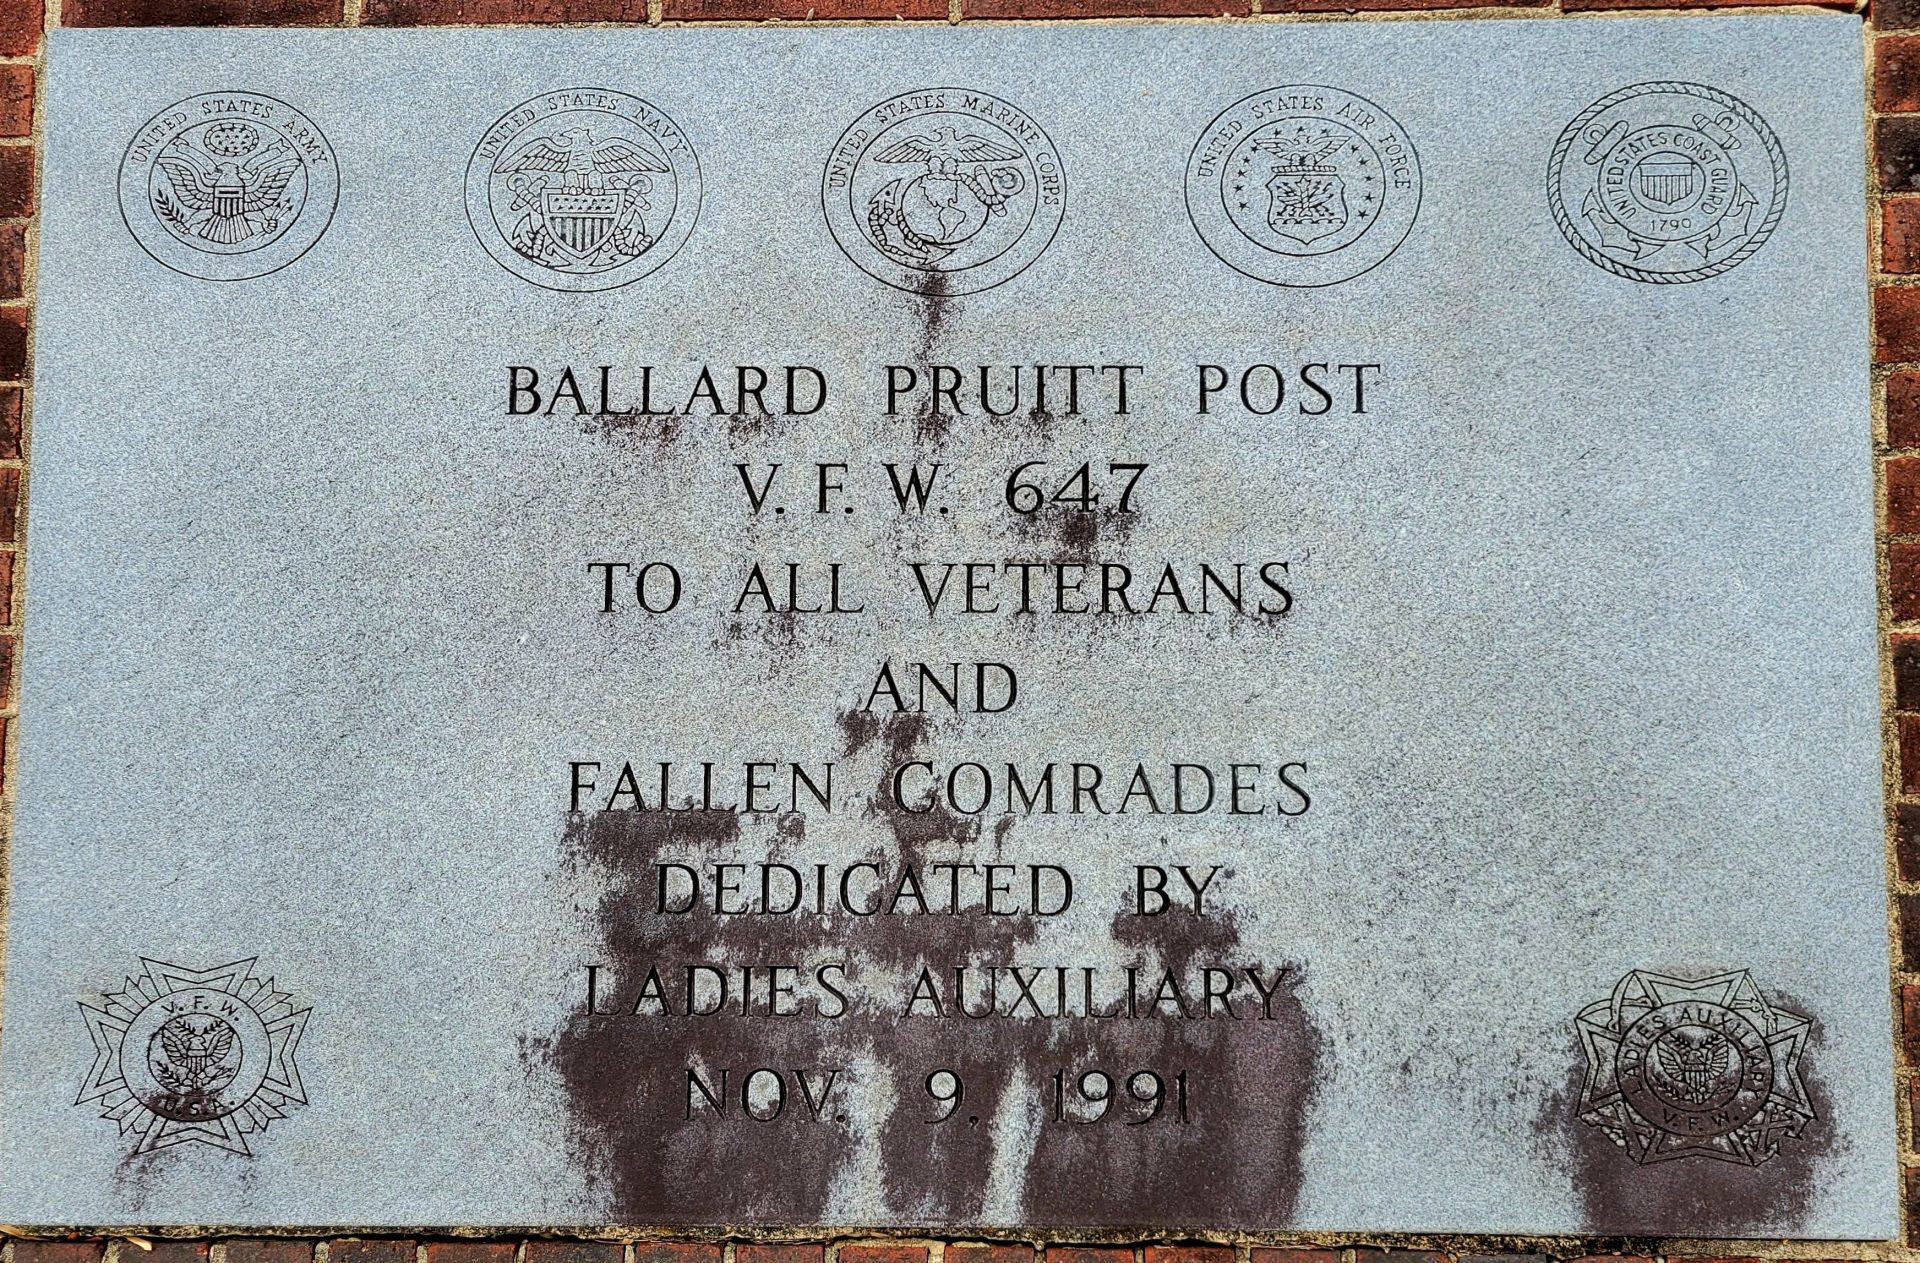 UNITED STATES ARMY
UNITED STATES NAVY
UNITED STATES MARINE CORPS
UNITED STATES AIR FORCE
UNITED STATES COAST GUARD
1790
BALLARD PRUITT POST
V. F. W. 647
TO ALL VETERANS
AND
FALLEN COMRADES
DEDICATED BY
LADIES AUXILIARY
NOV. 9, 1991
V. F. W.
U.S.A.
LADIES AUXILIARY
V. F. W.